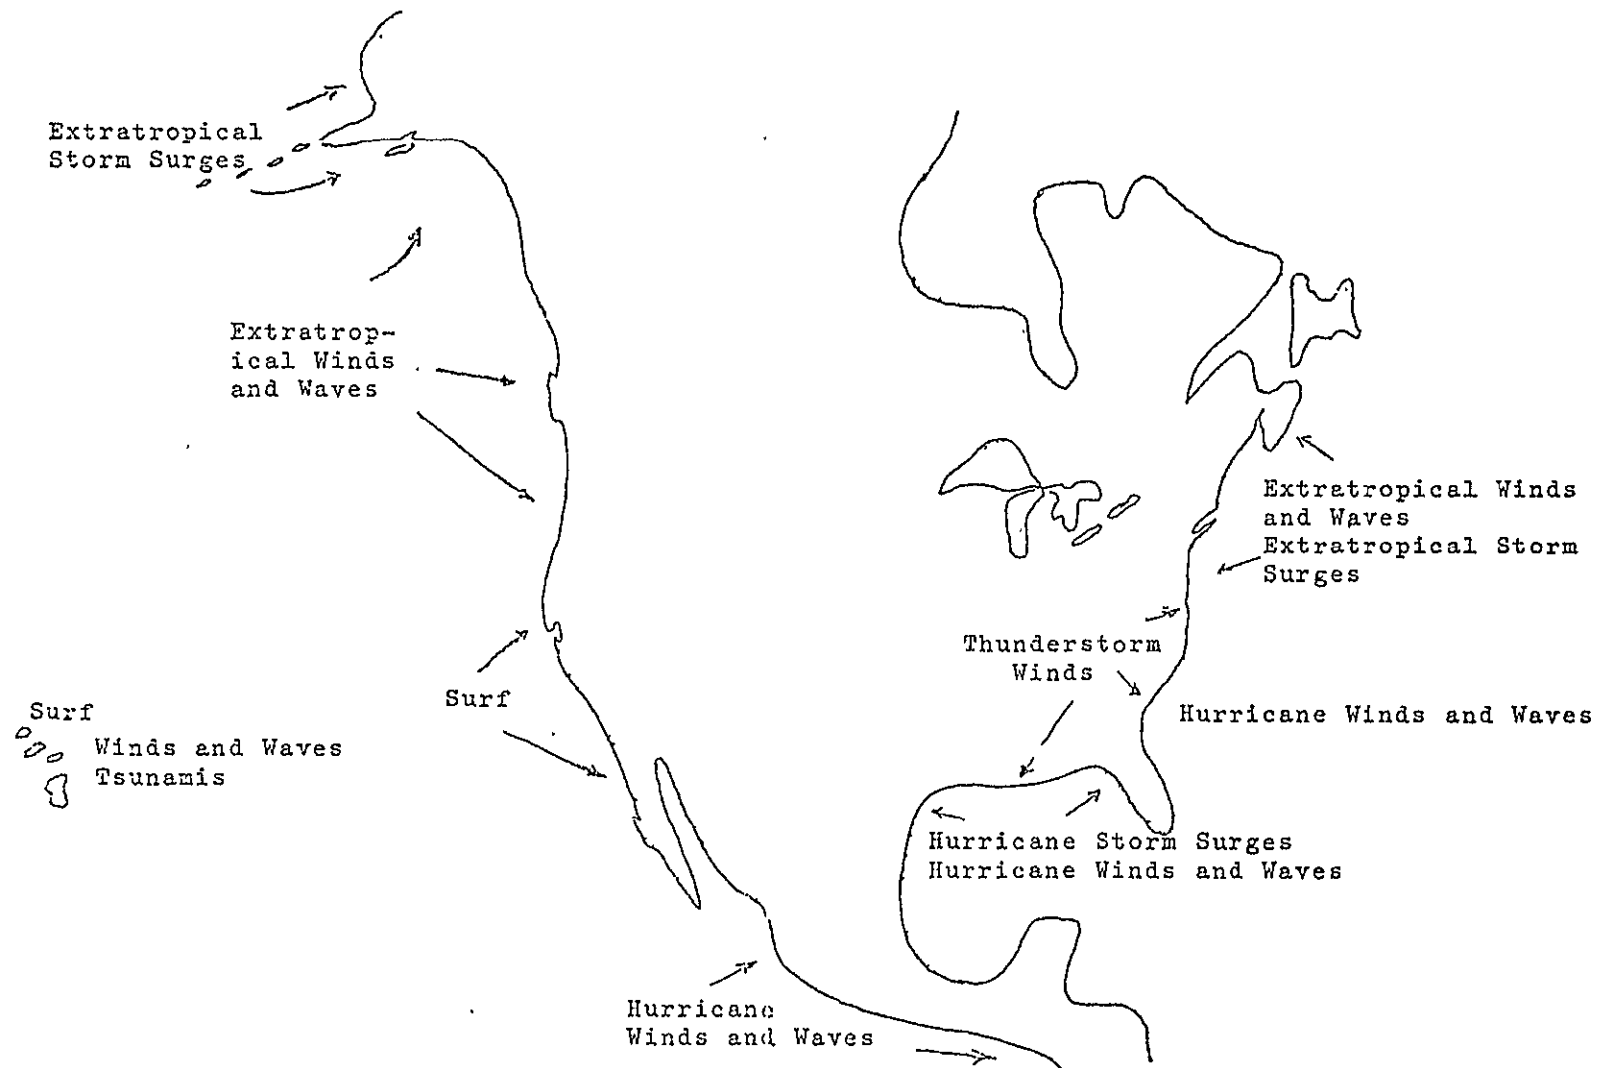 Extratropical
Storm Surges
Extratrop-
ical Winds
and Waves
Extratropical Winds
and Waves
Extratropical Storm
Surges
Thunderstorm
Winds
Surf
Surf
Winds and Waves
Tsunamis
Hurricane Winds and Waves
Hurricane Storm Surges
Hurricane Winds and Waves
Hurricane
Winds and Waves